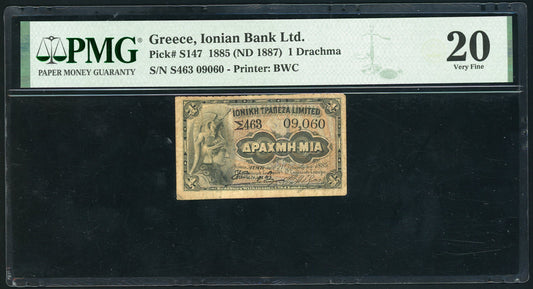 PMG
PAPER MONEY GUARANTY
Greece, Ionian Bank Ltd.
Pick# S147 1885 (ND 1887) 1 Drachma
S/N S463 09060 - Printer: BWC
20
Very Fine
ΙΟΝΙΚΗ ΤΡΑΠΕΖΑ LIMITED
Σ463 09,060
ΔΡΑΧΜΗ ΜΙΑ